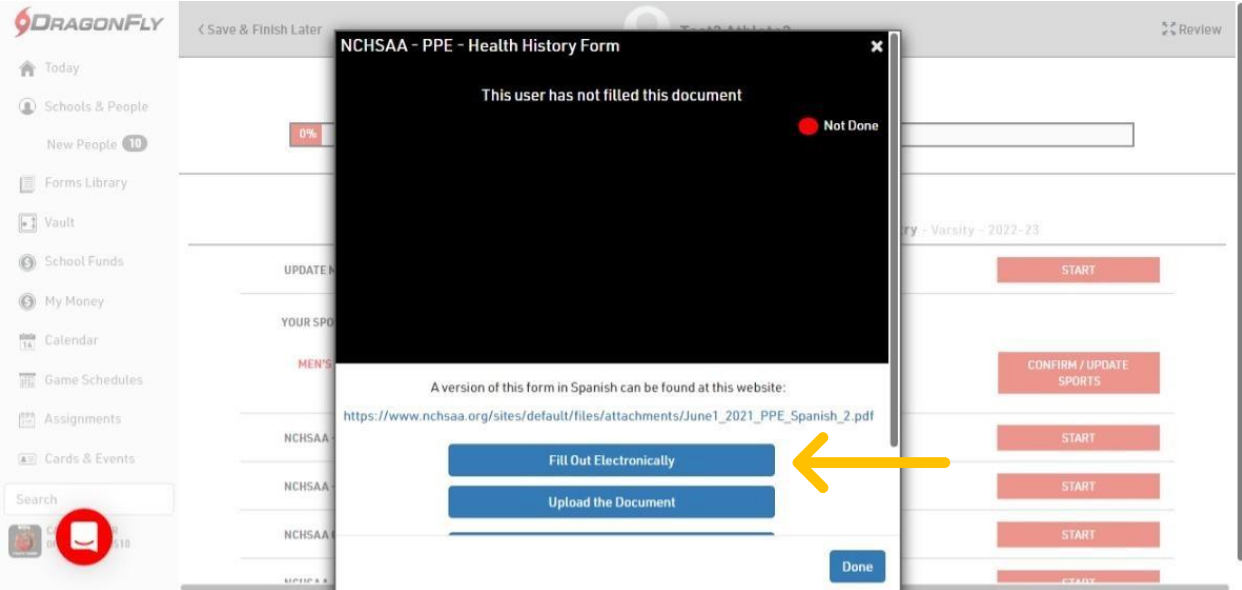 DRAGONFLY
Save & Finish Later
Review
Today
Schools & People
New People 10
Forms Library
Vault
School Funds
My Money
Calendar
Game Schedules
Assignments
Cards & Events
Search
0%
NCHSAA - PPE - Health History Form
This user has not filled this document
Not Done
ry - Varsity - 2022-23
UPDATE
START
YOUR SPO
MEN'S
CONFIRM / UPDATE
SPORTS
A version of this form in Spanish can be found at this website:
https://www.nchsaa.org/sites/default/files/attachments/June1_2021_PPE_Spanish_2.pdf
NCHSAA -
START
Fill Out Electronically
NCHSAA -
START
Upload the Document
NCHSAA
START
Done